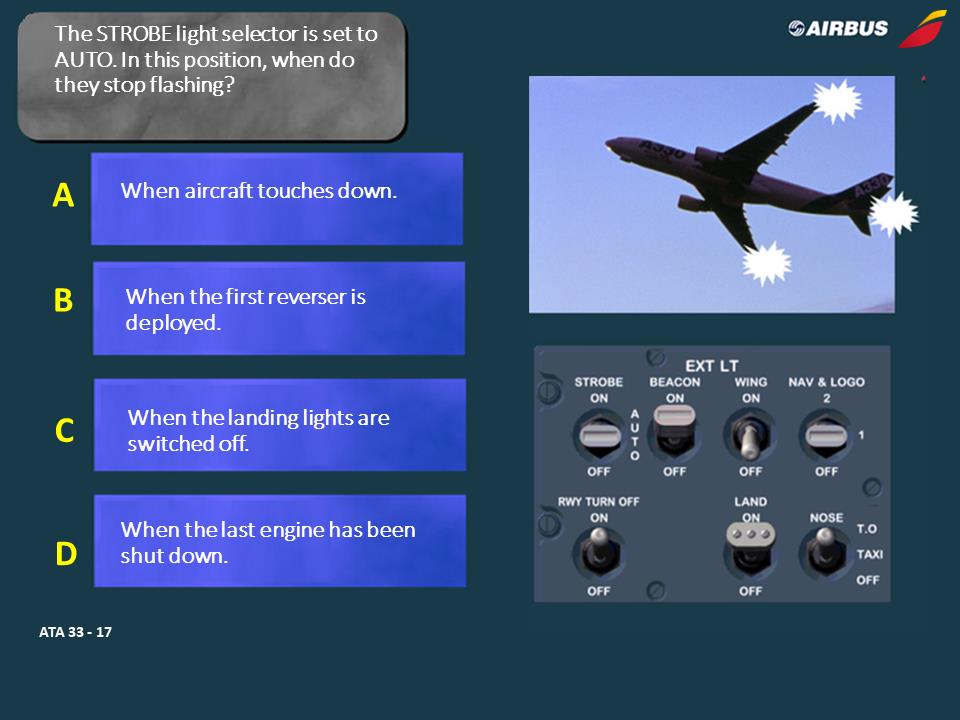 The STROBE light selector is set to
AUTO. In this position, when do
they stop flashing?
AIRBUS
A
When aircraft touches down.
B
When the first reverser is
deployed.
C
When the landing lights are
switched off.
D
When the last engine has been
shut down.
ATA 33 - 17
A330
A330
EXT LT
STROBE BEACON WING NAV & LOGO
ON ON ON 2
AUTO
1
OFF OFF OFF OFF
RWY TURN OFF LAND
ON ON NOSE
T.O
TAXI
OFF
OFF OFF